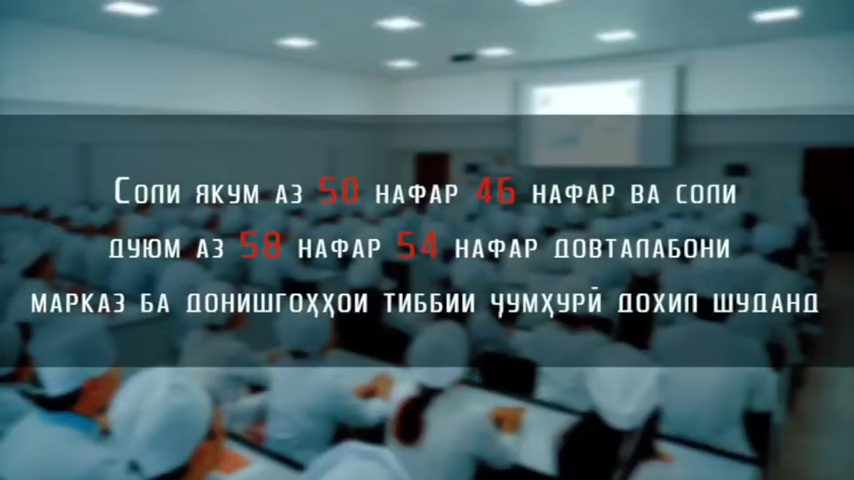 Соли якум аз 50 нафар 46 нафар ва соли
дуюм аз 58 нафар 54 нафар довталабони
марказ ба донишгоҳҳои тиббии ҷумҳурӣ дохил шуданд